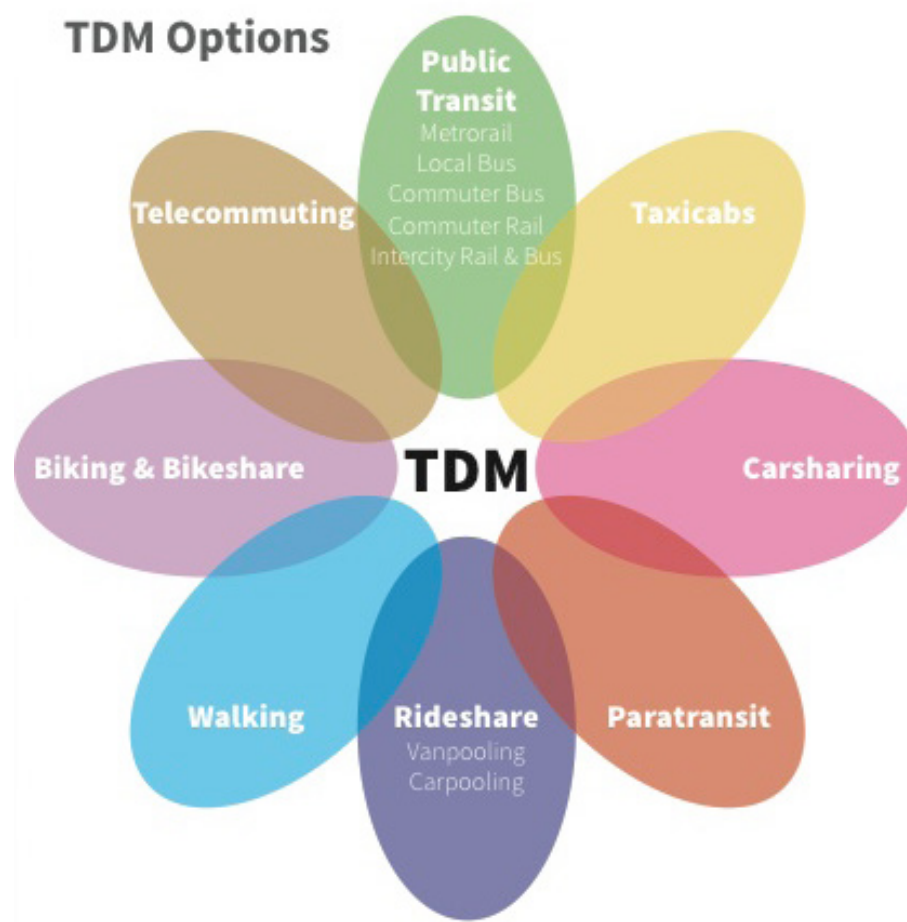 TDM Options
Public
Transit
Metrorail
Local Bus
Commuter Bus
Commuter Rail
Intercity Rail & Bus
Telecommuting
Taxicabs
Biking & Bikeshare
TDM
Carsharing
Walking
Rideshare
Vanpooling
Carpooling
Paratransit